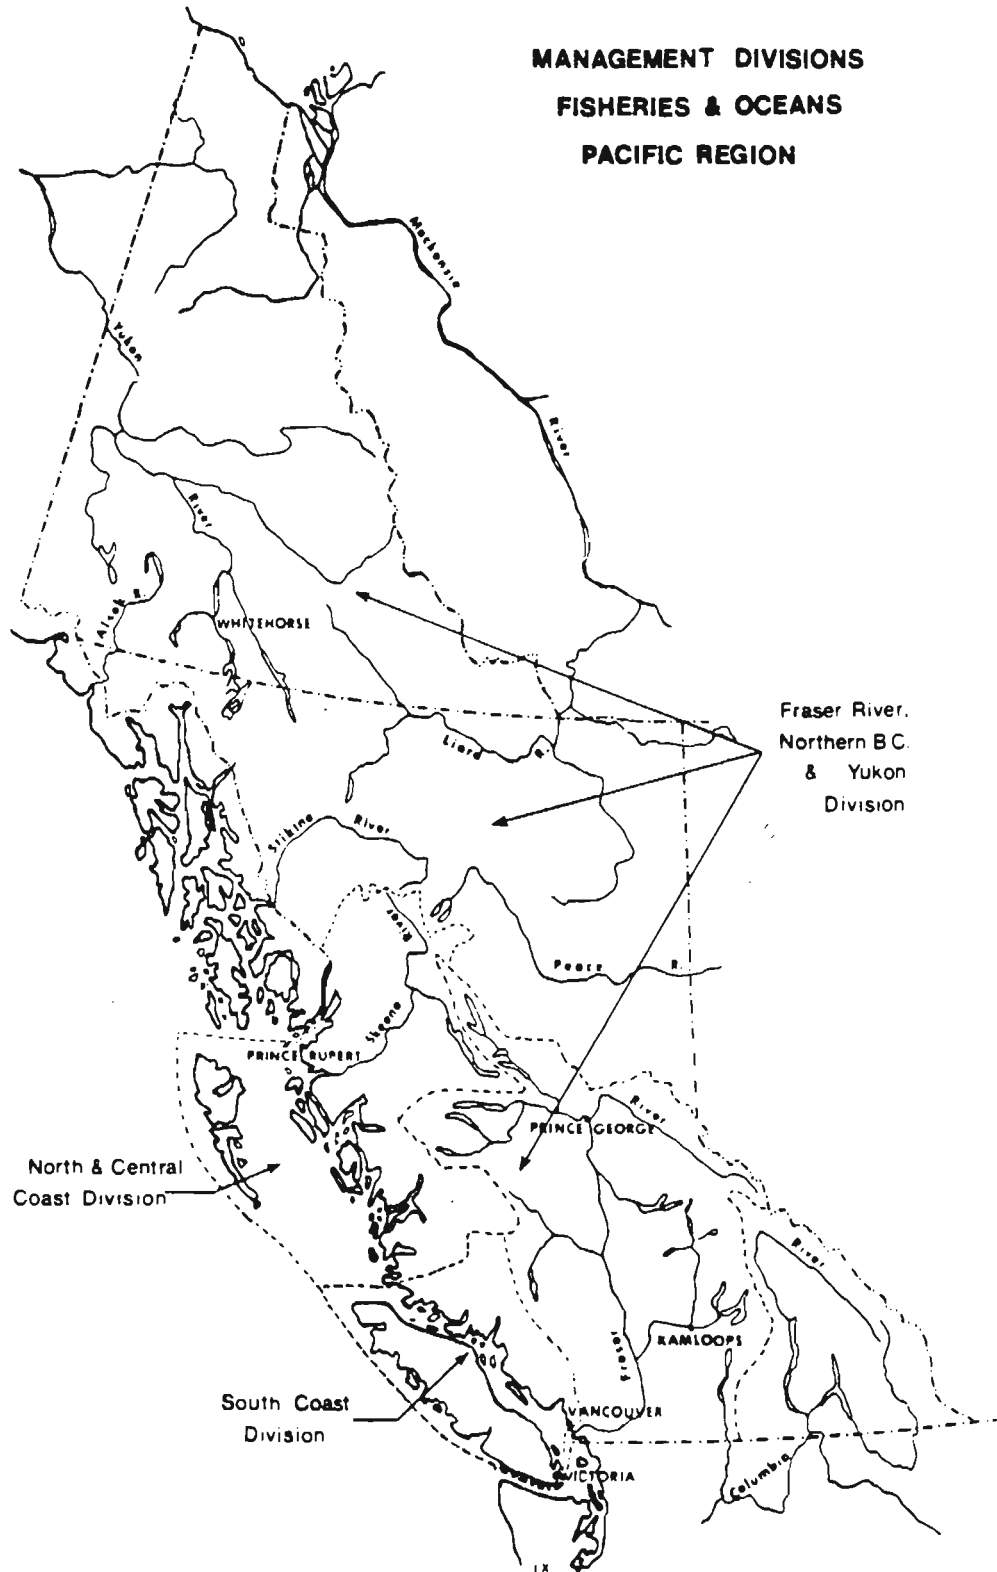 MANAGEMENT DIVISIONS
FISHERIES & OCEANS
PACIFIC REGION
Mackenzie
River
Yukon
River
Alsek R.
WHITEHORSE
Fraser River,
Northern B C.
& Yukon
Division
Liard R.
Stikine River
River
Skeena
Peace R.
PRINCE RUPERT
River
PRINCE GEORGE
North & Central
Coast Division
River
Fraser
KAMLOOPS
South Coast
Division
VANCOUVER
VICTORIA
Columbia